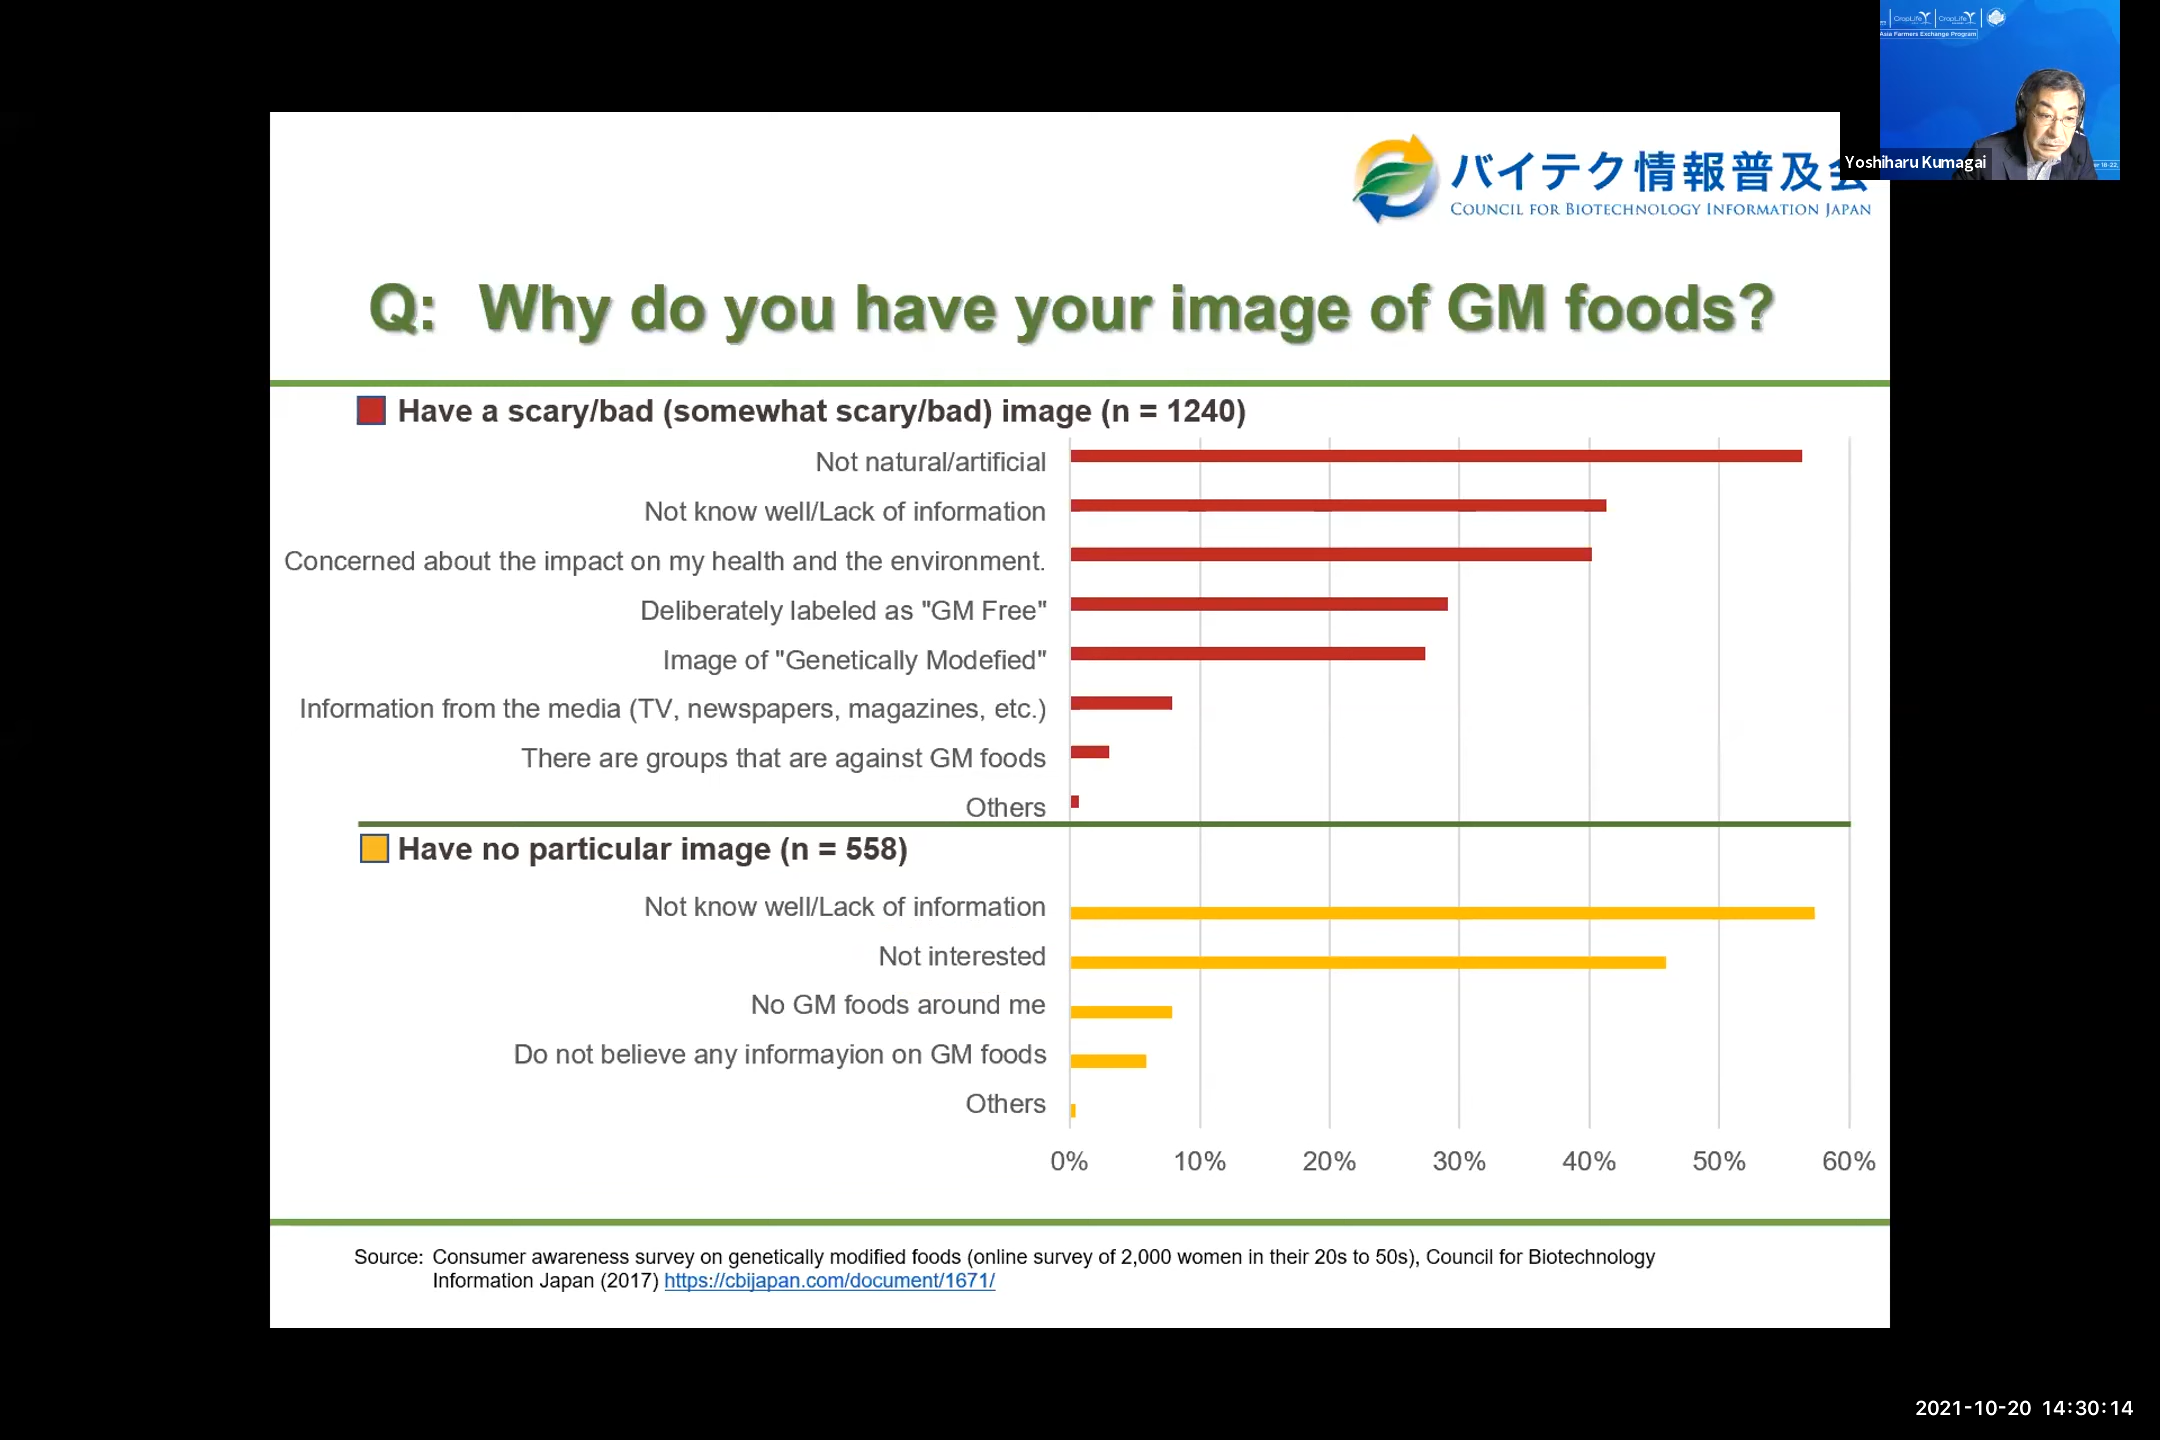 CropLife
CropLife
Asia Farmers Exchange Program
Yoshiharu Kumagai
バイテク情報普及会
COUNCIL FOR BIOTECHNOLOGY INFORMATION JAPAN
Q: Why do you have your image of GM foods?
Have a scary/bad (somewhat scary/bad) image (n = 1240)
Not natural/artificial
Not know well/Lack of information
Concerned about the impact on my health and the environment.
Deliberately labeled as "GM Free"
Image of "Genetically Modefied"
Information from the media (TV, newspapers, magazines, etc.)
There are groups that are against GM foods
Others
Have no particular image (n = 558)
Not know well/Lack of information
Not interested
No GM foods around me
Do not believe any informayion on GM foods
Others
0% 10% 20% 30% 40% 50% 60%
Source: Consumer awareness survey on genetically modified foods (online survey of 2,000 women in their 20s to 50s), Council for Biotechnology
Information Japan (2017) https://cbijapan.com/document/1671/
2021-10-20 14:30:14